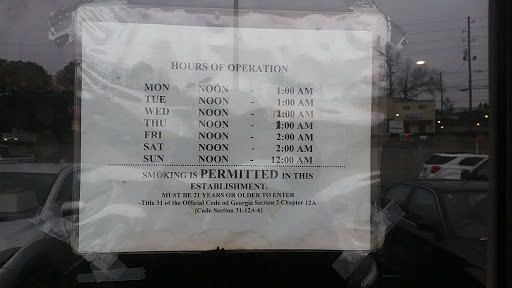 HOURS OF OPERATION
MON NOON - 1:00 AM
TUE NOON - 1:00 AM
WED NOON - 1:00 AM
THU NOON - 1:00 AM
FRI NOON - 2:00 AM
SAT NOON - 2:00 AM
SUN NOON - 12:00 AM
SMOKING IS PERMITTED IN THIS
ESTABLISHMENT.
MUST BE 21 YEARS OR OLDER TO ENTER
-Title 31 of the Official Code od Georgia Section 2 Chapter 12A
(Code Section 31-12A-6)